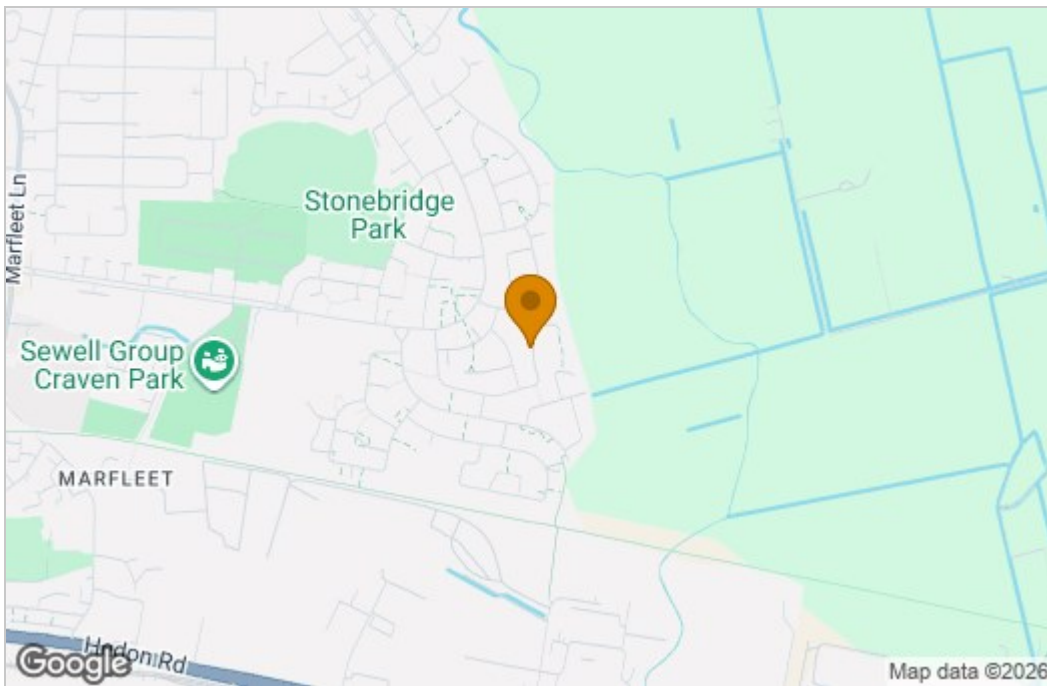 Marfleet Ln
Stonebridge
Park
Sewell Group
Craven Park
MARFLEET
Hedon Rd
Google
Map data ©2026